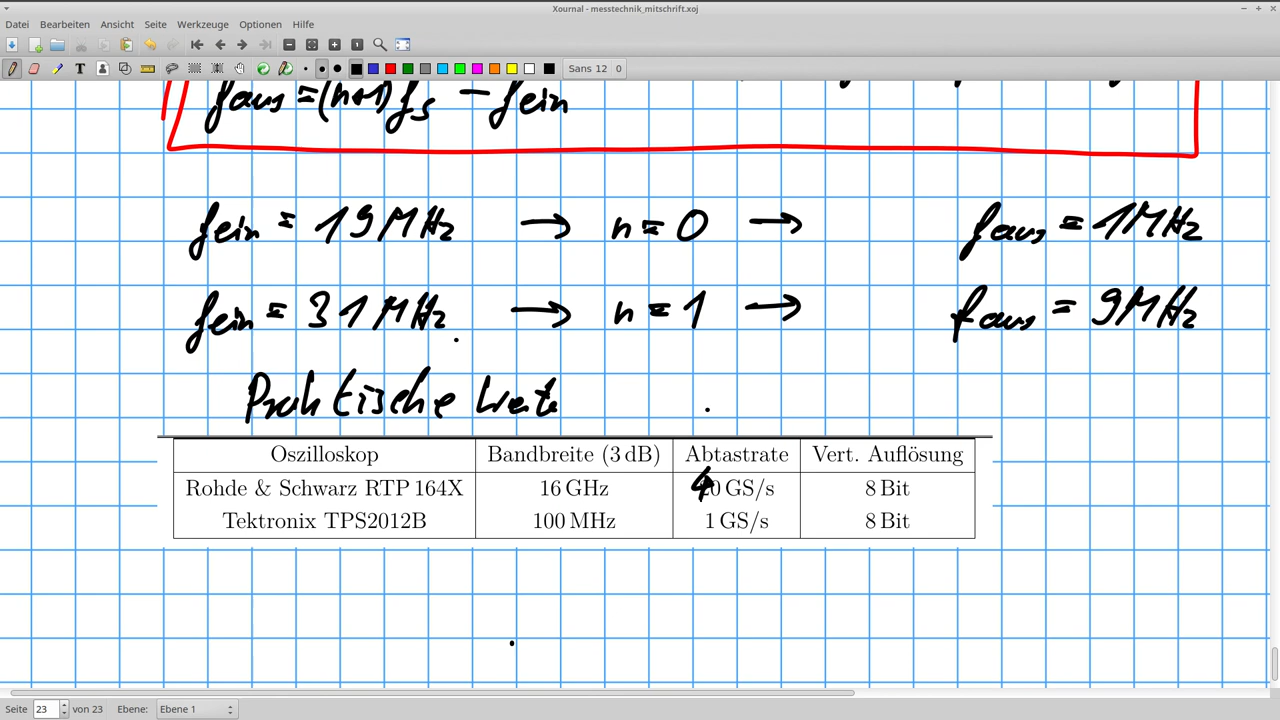 Xournal - messtechnik_mitschrift.xoj
Datei Bearbeiten Ansicht Seite Werkzeuge Optionen Hilfe
Sans 12 0
faus = (n+1) fs - fein
fein = 19 MHz → n = 0 → faus = 1 MHz
fein = 31 MHz → n = 1 → faus = 9 MHz
Praktische Werte
Oszilloskop Bandbreite (3 dB) Abtastrate Vert. Auflösung
Rohde & Schwarz RTP 164X 16 GHz 40 GS/s 8 Bit
Tektronix TPS2012B 100 MHz 1 GS/s 8 Bit
Seite 23 von 23 Ebene: Ebene 1